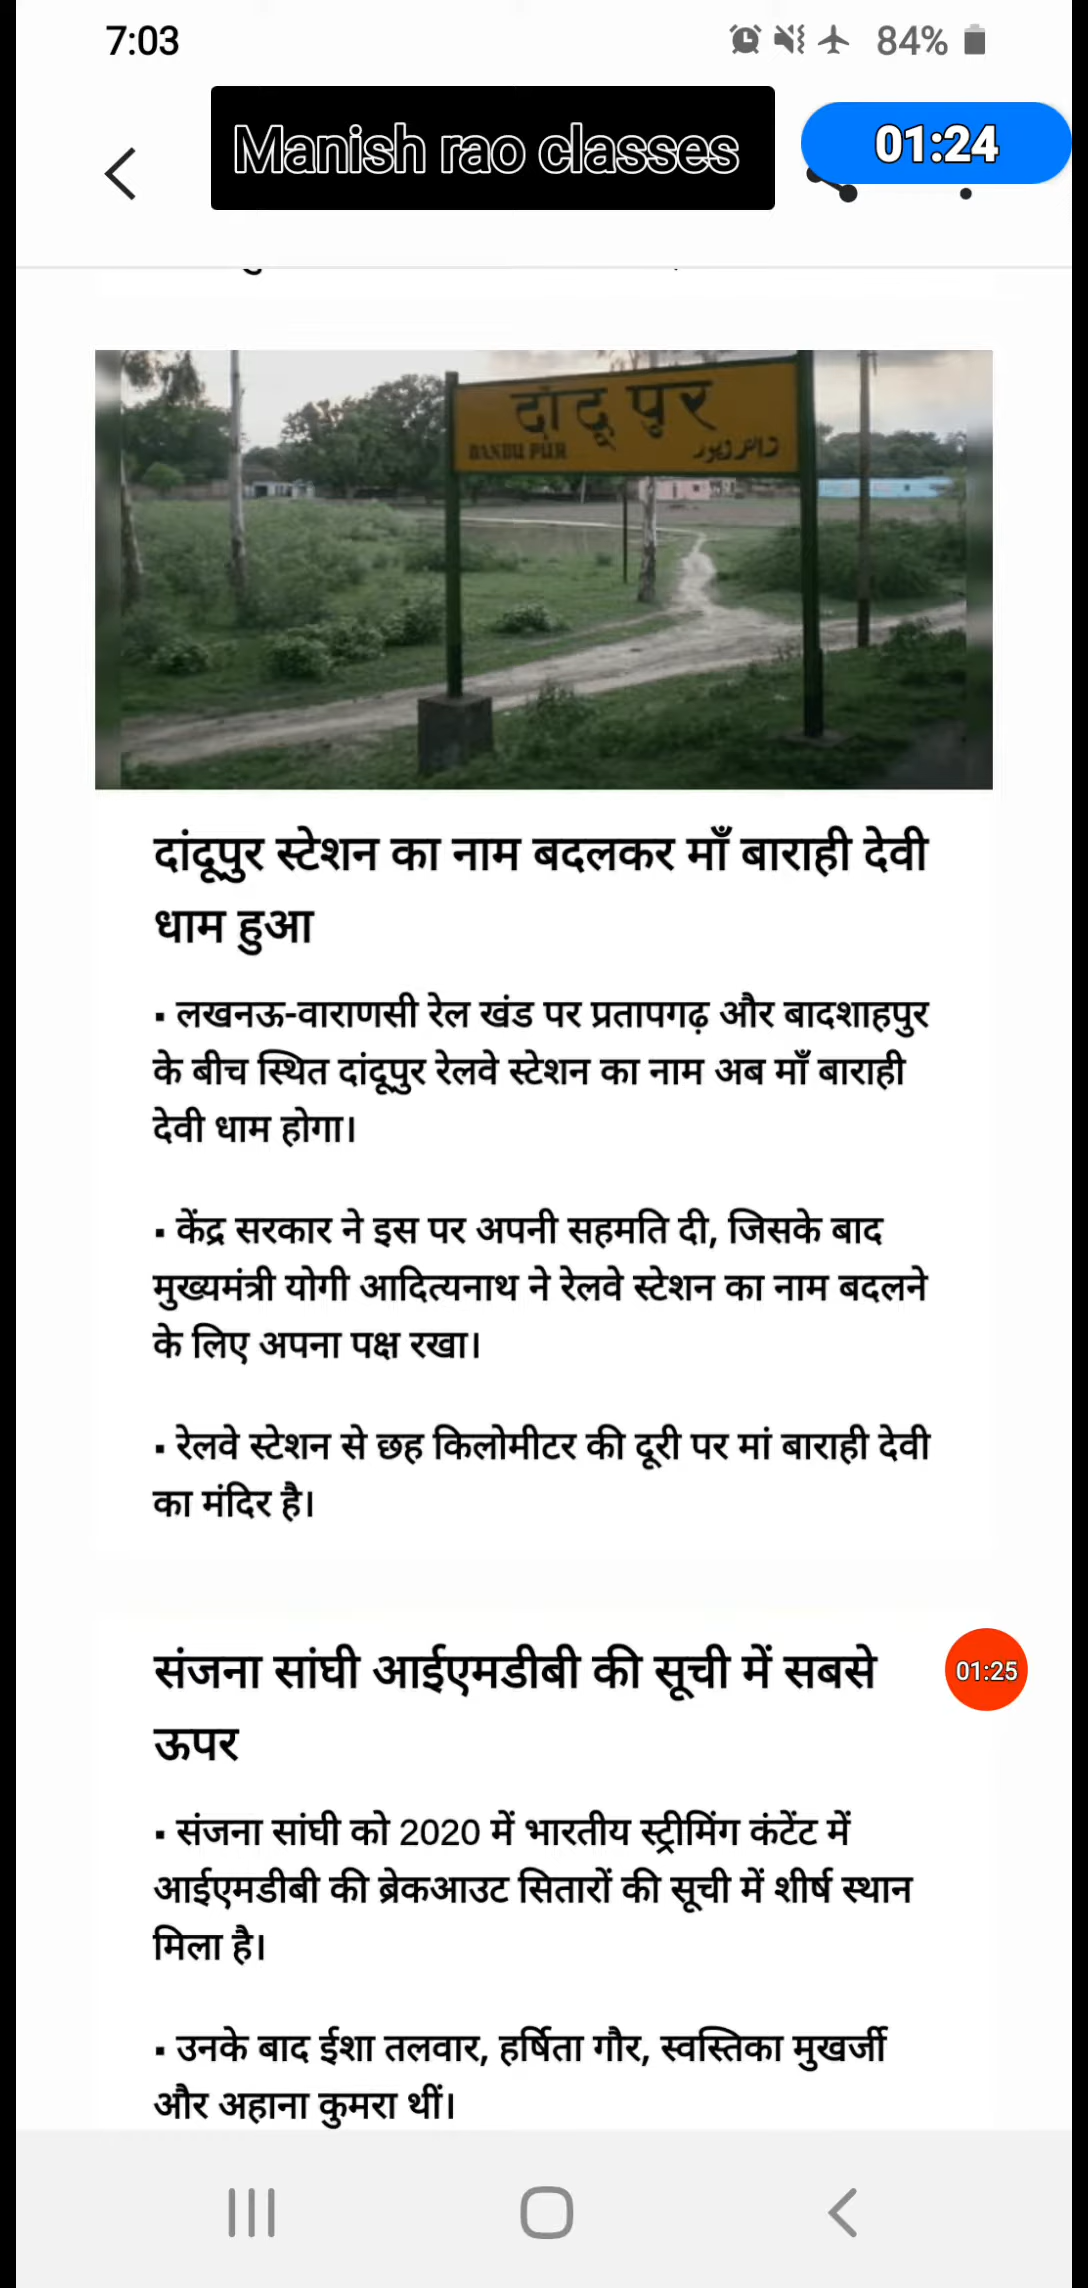 7:03
84%
Manish rao classes
01:24
दांदू पुर
DANDU PUR
داندوپور
दांदूपुर स्टेशन का नाम बदलकर माँ बाराही देवी
धाम हुआ
▪ लखनऊ-वाराणसी रेल खंड पर प्रतापगढ़ और बादशाहपुर
के बीच स्थित दांदूपुर रेलवे स्टेशन का नाम अब माँ बाराही
देवी धाम होगा।
▪ केंद्र सरकार ने इस पर अपनी सहमति दी, जिसके बाद
मुख्यमंत्री योगी आदित्यनाथ ने रेलवे स्टेशन का नाम बदलने
के लिए अपना पक्ष रखा।
▪ रेलवे स्टेशन से छह किलोमीटर की दूरी पर मां बाराही देवी
का मंदिर है।
संजना सांघी आईएमडीबी की सूची में सबसे
ऊपर
01:25
▪ संजना सांघी को 2020 में भारतीय स्ट्रीमिंग कंटेंट में
आईएमडीबी की ब्रेकआउट सितारों की सूची में शीर्ष स्थान
मिला है।
▪ उनके बाद ईशा तलवार, हर्षिता गौर, स्वस्तिका मुखर्जी
और अहाना कुमरा थीं।